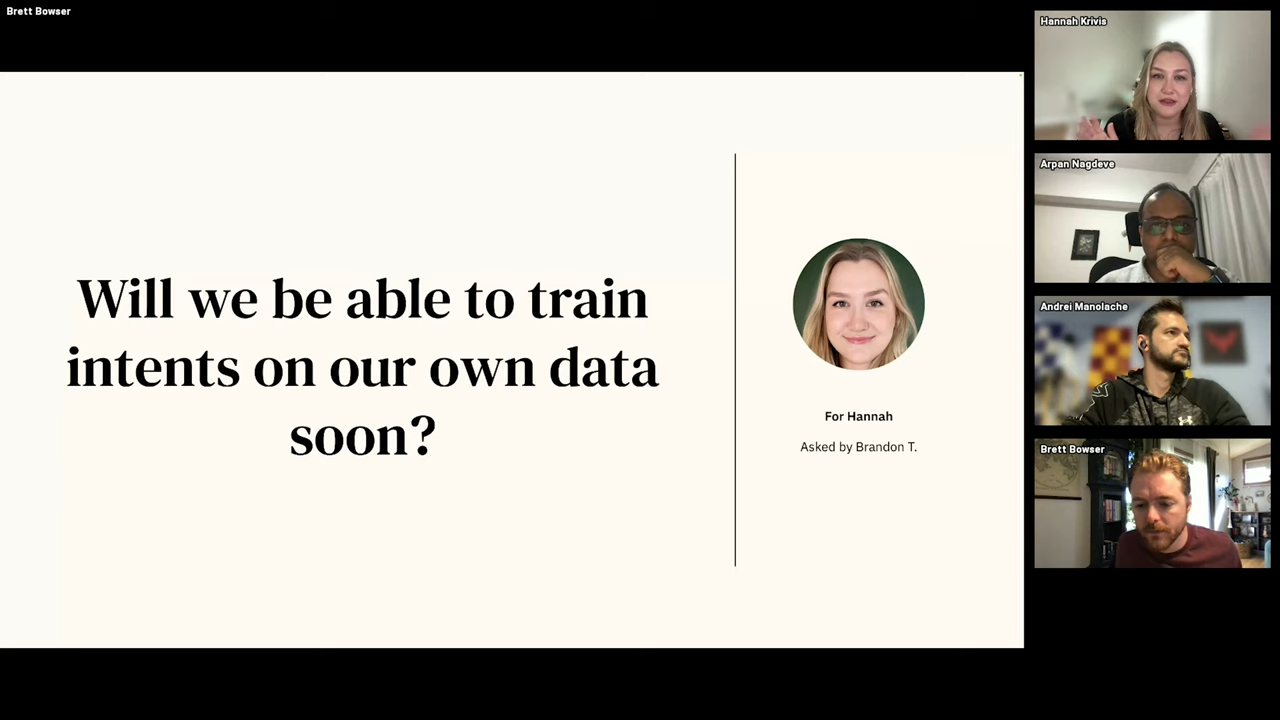 Brett Bowser
Will we be able to train
intents on our own data
soon?
For Hannah
Asked by Brandon T.
Hannah Krivis
Arpan Nagdeve
Andrei Manolache
Brett Bowser